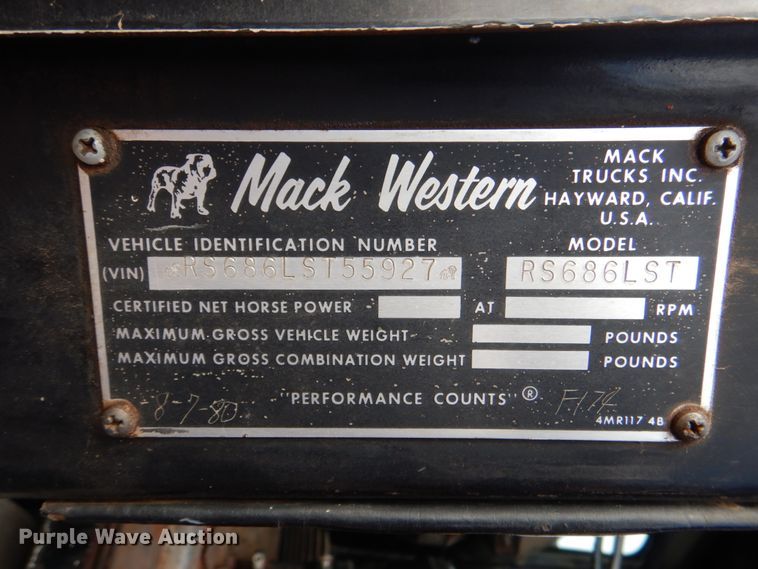 Mack Western
MACK
TRUCKS INC.
HAYWARD, CALIF.
U.S.A.
VEHICLE IDENTIFICATION NUMBER
(VIN) RS686LST55927
MODEL
RS686LST
CERTIFIED NET HORSE POWER AT RPM
MAXIMUM GROSS VEHICLE WEIGHT POUNDS
MAXIMUM GROSS COMBINATION WEIGHT POUNDS
"PERFORMANCE COUNTS"®
8-7-80
4MR117 4B
Purple Wave Auction